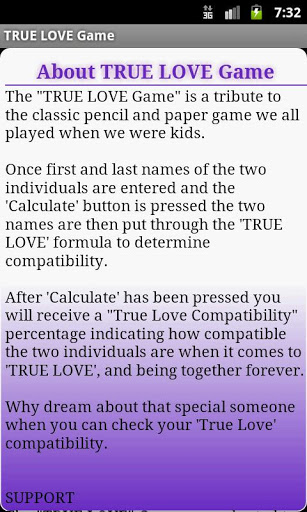 3G 7:32
TRUE LOVE Game
About TRUE LOVE Game
The "TRUE LOVE Game" is a tribute to
the classic pencil and paper game we all
played when we were kids.
Once first and last names of the two
individuals are entered and the
'Calculate' button is pressed the two
names are then put through the 'TRUE
LOVE' formula to determine
compatibility.
After 'Calculate' has been pressed you
will receive a "True Love Compatibility"
percentage indicating how compatible
the two individuals are when it comes to
'TRUE LOVE', and being together forever.
Why dream about that special someone
when you can check your 'True Love'
compatibility.
SUPPORT